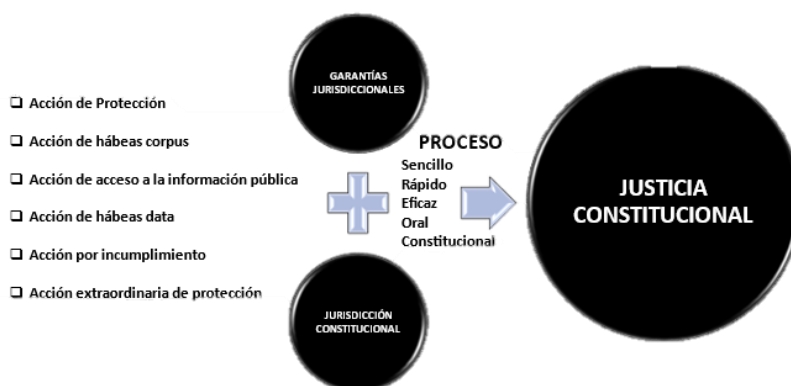 Acción de Protección
Acción de hábeas corpus
Acción de acceso a la información pública
Acción de hábeas data
Acción por incumplimiento
Acción extraordinaria de protección
GARANTÍAS
JURISDICCIONALES
JURISDICCIÓN
CONSTITUCIONAL
PROCESO
Sencillo
Rápido
Eficaz
Oral
Constitucional
JUSTICIA
CONSTITUCIONAL